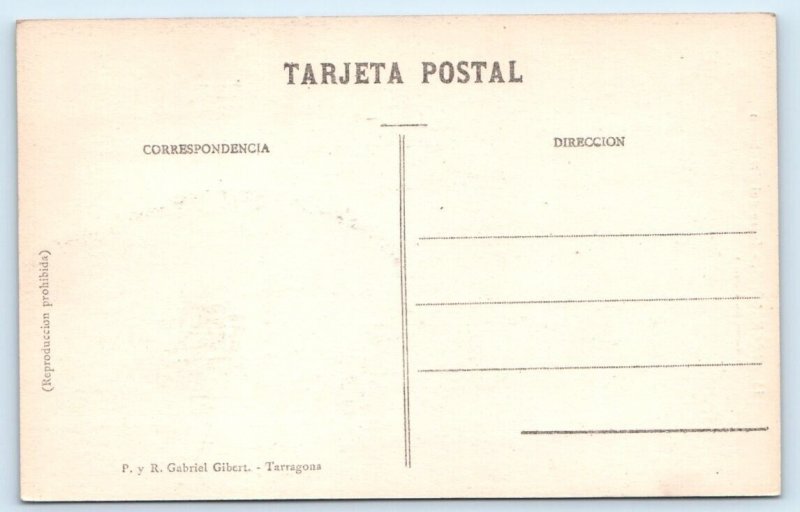 TARJETA POSTAL
CORRESPONDENCIA
DIRECCION
(Reproduccion prohibida)
P. y R. Gabriel Gibert. - Tarragona